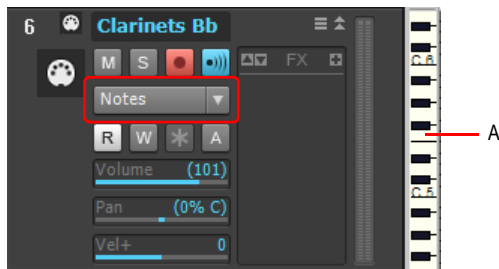 6 Clarinets Bb
M S FX
C 6
Notes
R W A
A
Volume (101)
C 5
Pan (0% C)
Vel+ 0